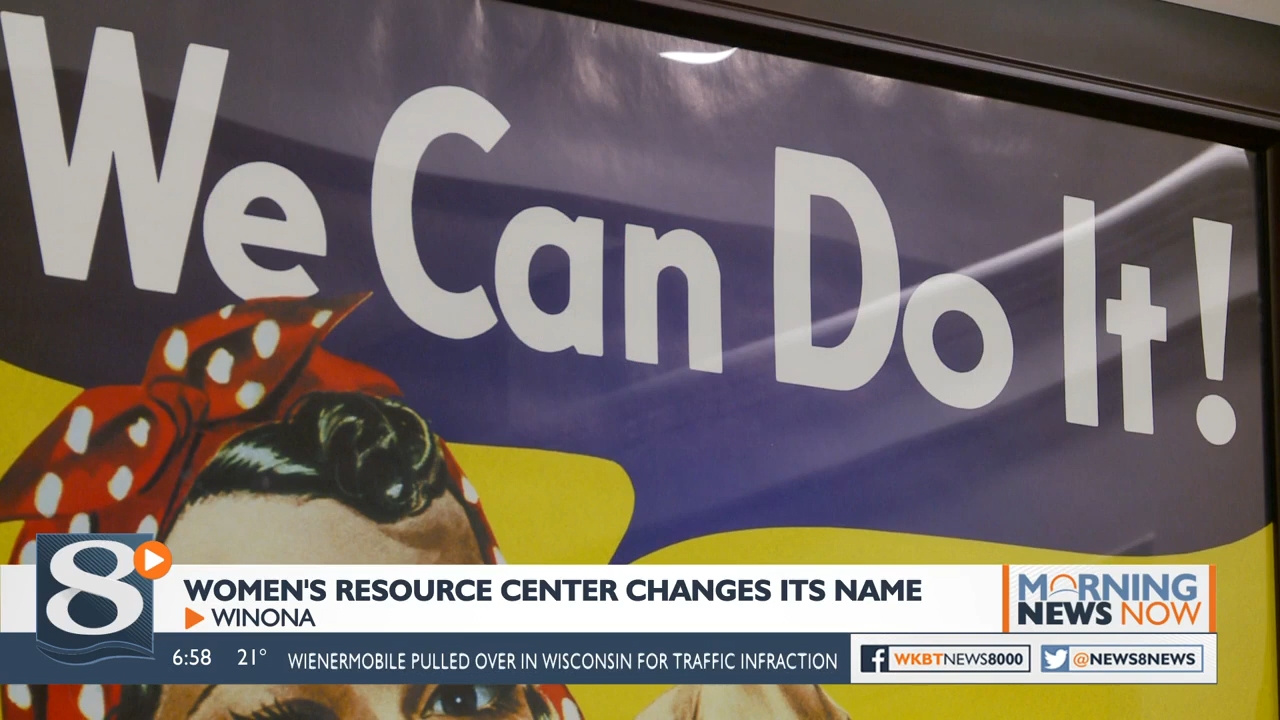 We Can Do It!
8
WOMEN'S RESOURCE CENTER CHANGES ITS NAME
WINONA
MORNING
NEWS NOW
6:58 21° WIENERMOBILE PULLED OVER IN WISCONSIN FOR TRAFFIC INFRACTION
WKBTNEWS8000
@NEWS8NEWS